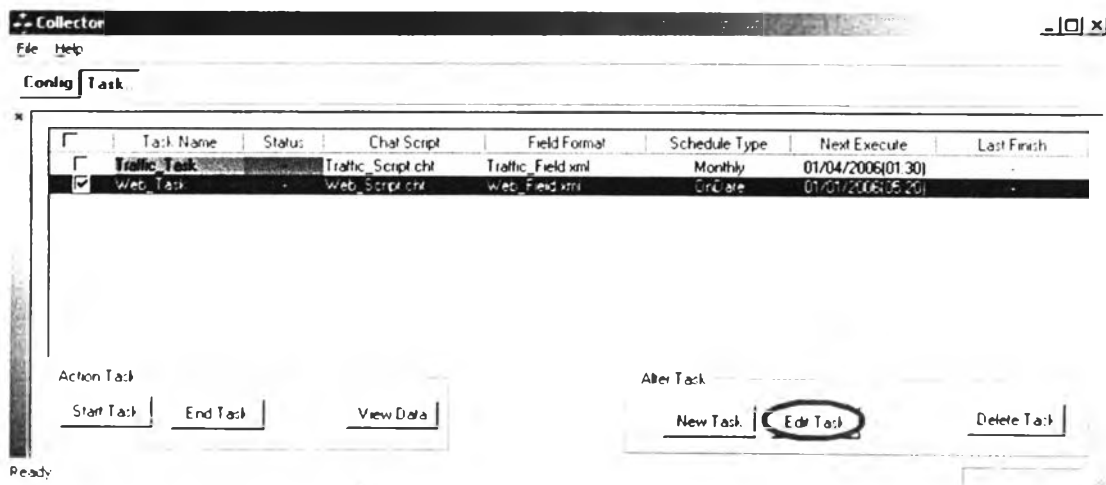 Collector
File Help
Config Task
Task Name Status Chat Script Field Format Schedule Type Next Execute Last Finish
Traffic_Task - Traffic_Script.cht Traffic_Field.xml Monthly 01/04/2006(01.30) -
Web_Task - Web_Script.cht Web_Field.xml OnDate 01/01/2006(05.20) -
Action Task Alter Task
Start Task End Task View Data New Task Edit Task Delete Task
Ready